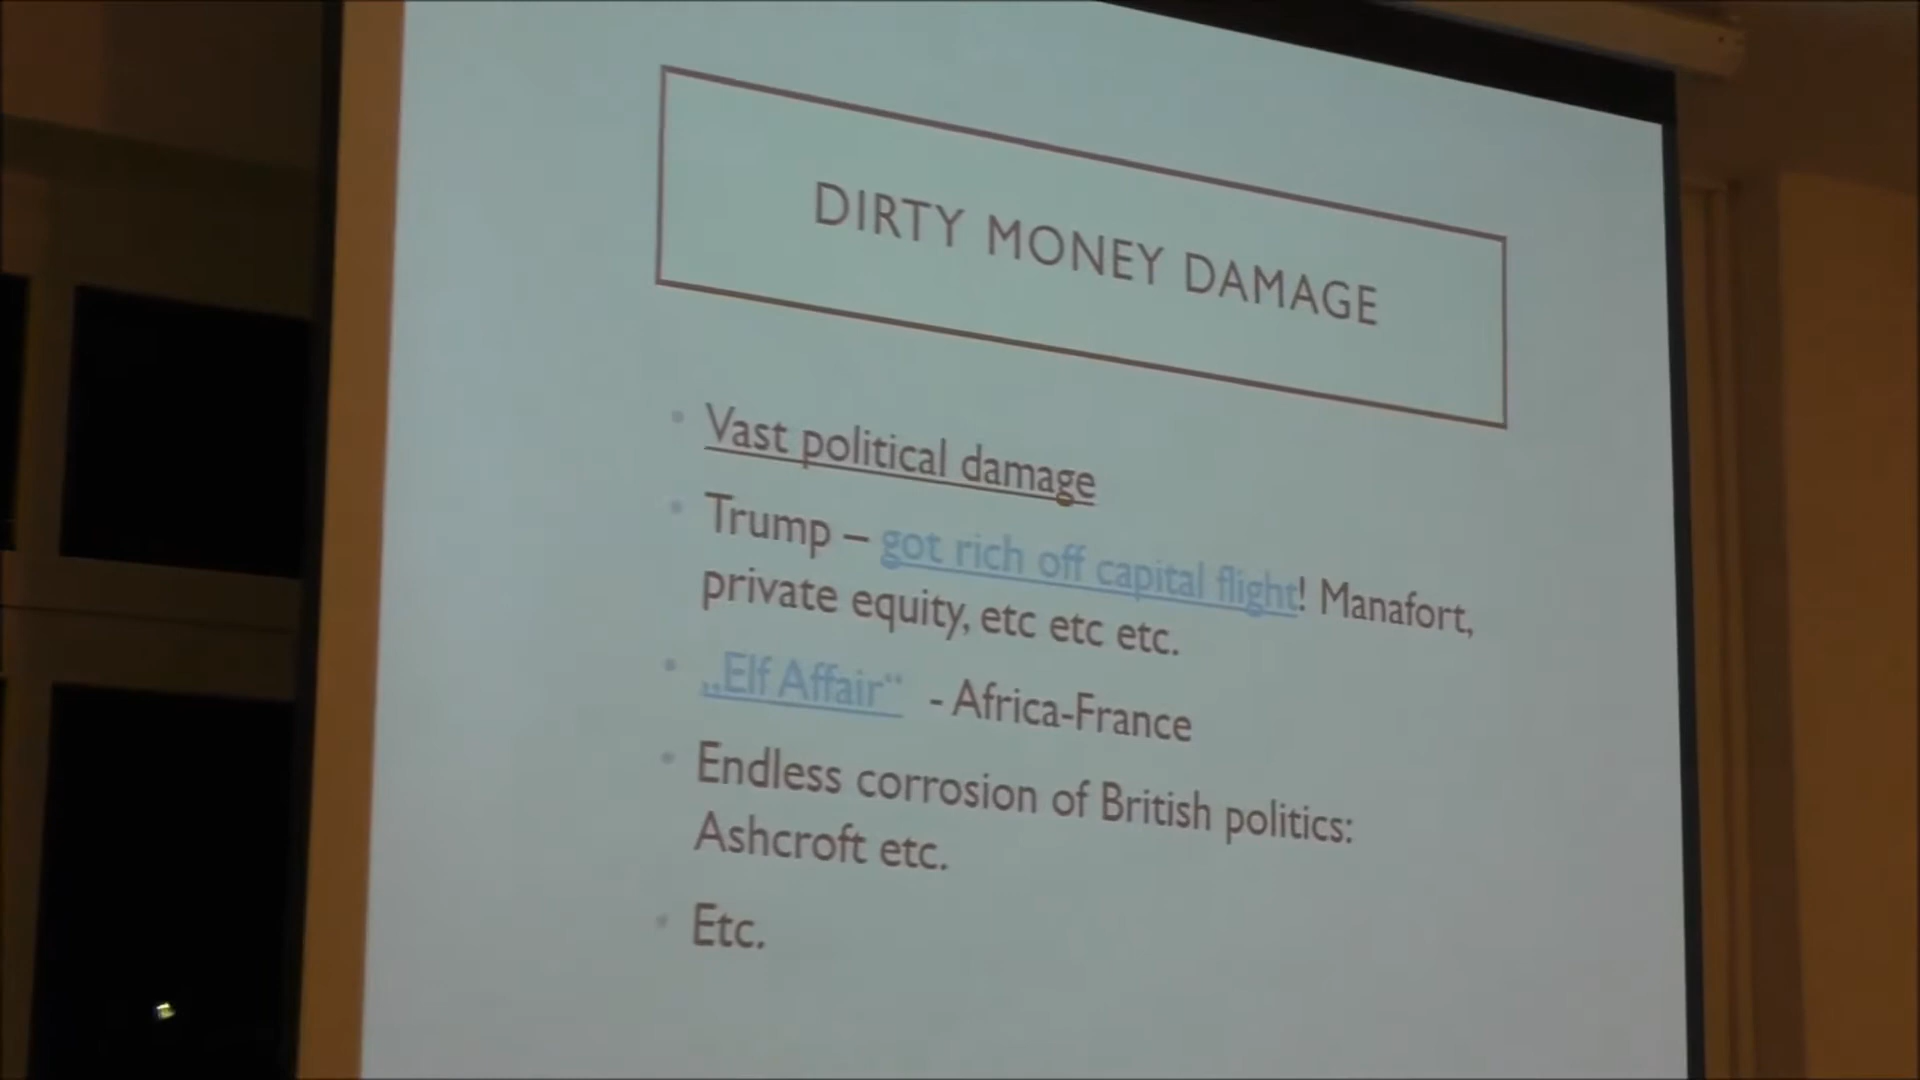 DIRTY MONEY DAMAGE
Vast political damage
Trump – got rich off capital flight! Manafort,
private equity, etc etc etc.
„Elf Affair“ - Africa-France
Endless corrosion of British politics:
Ashcroft etc.
Etc.